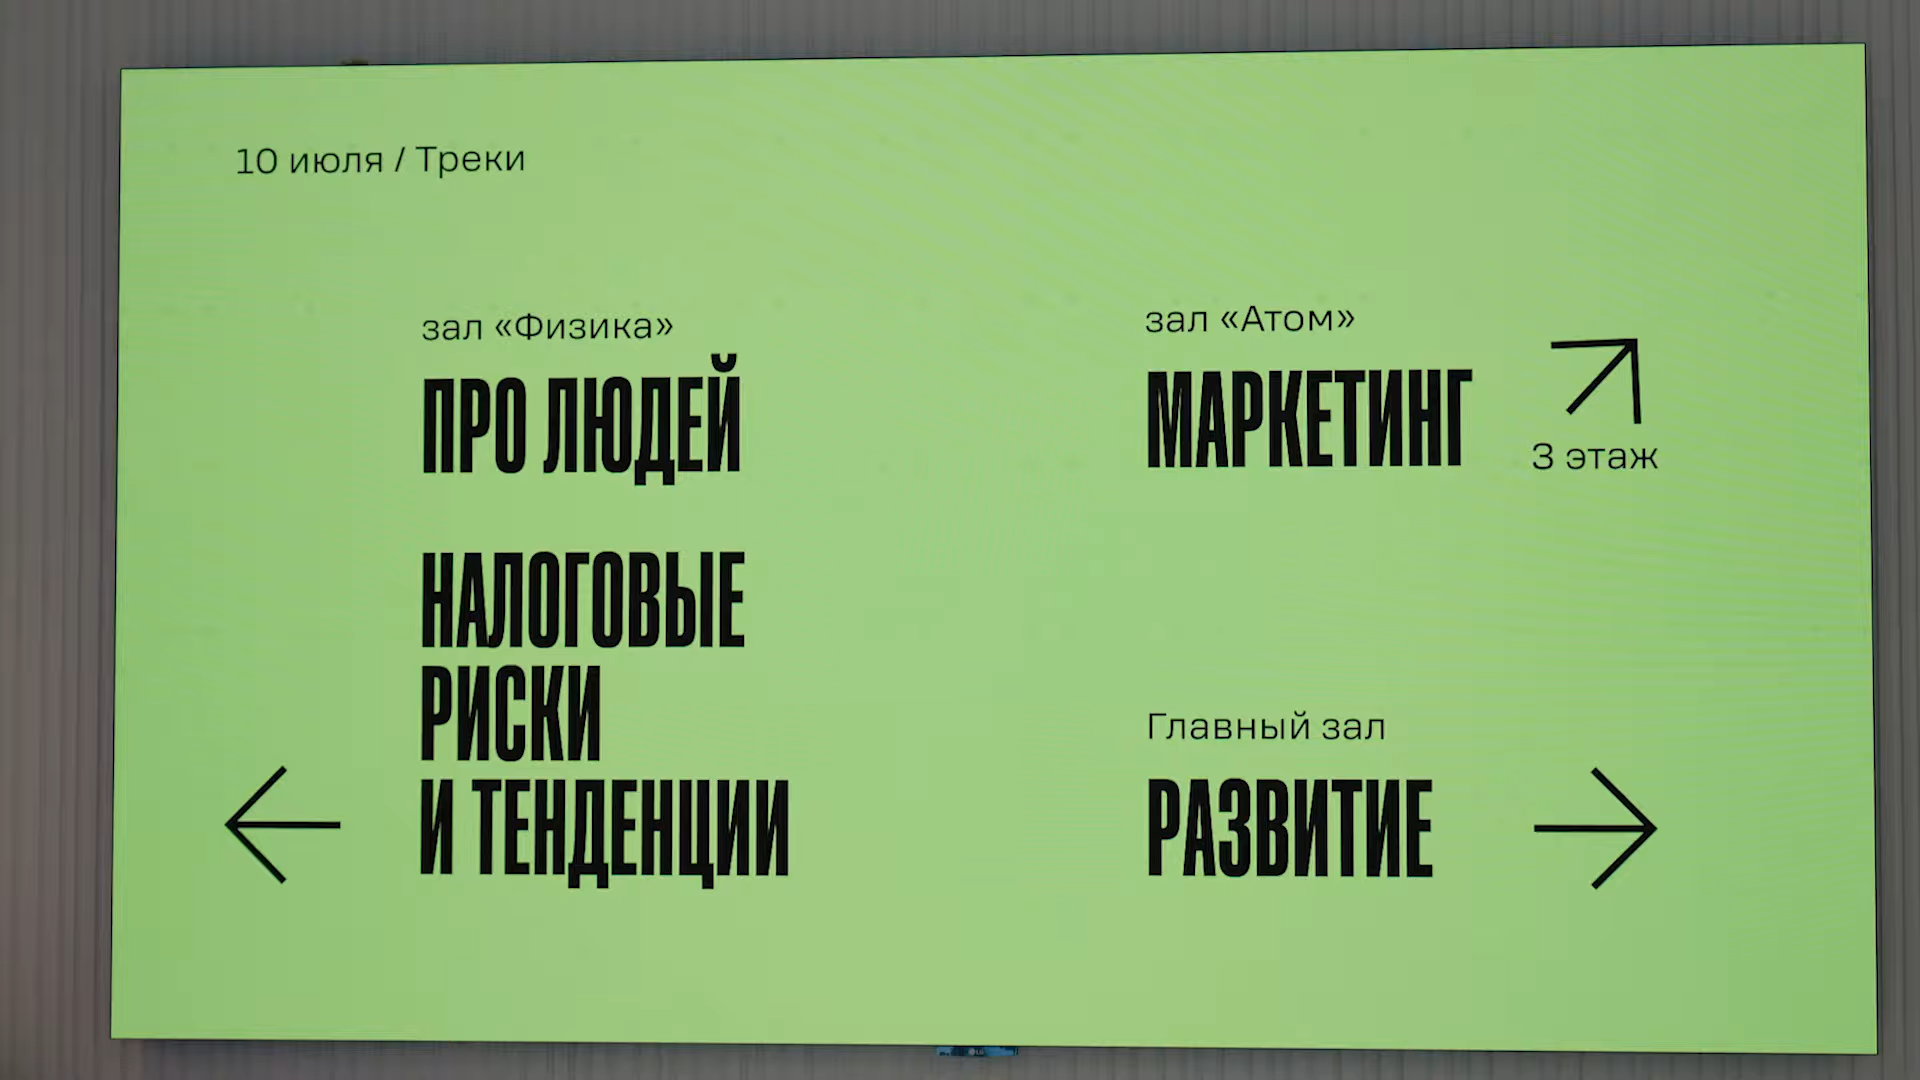 10 июля / Треки
зал «Физика»
ПРО ЛЮДЕЙ
НАЛОГОВЫЕ
РИСКИ
И ТЕНДЕНЦИИ
зал «Атом»
МАРКЕТИНГ
3 этаж
Главный зал
РАЗВИТИЕ